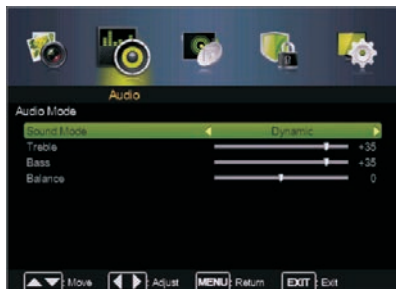 Audio
Audio Mode
Sound Mode Dynamic
Treble +35
Bass +35
Balance 0
: Move : Adjust MENU : Return EXIT : Exit